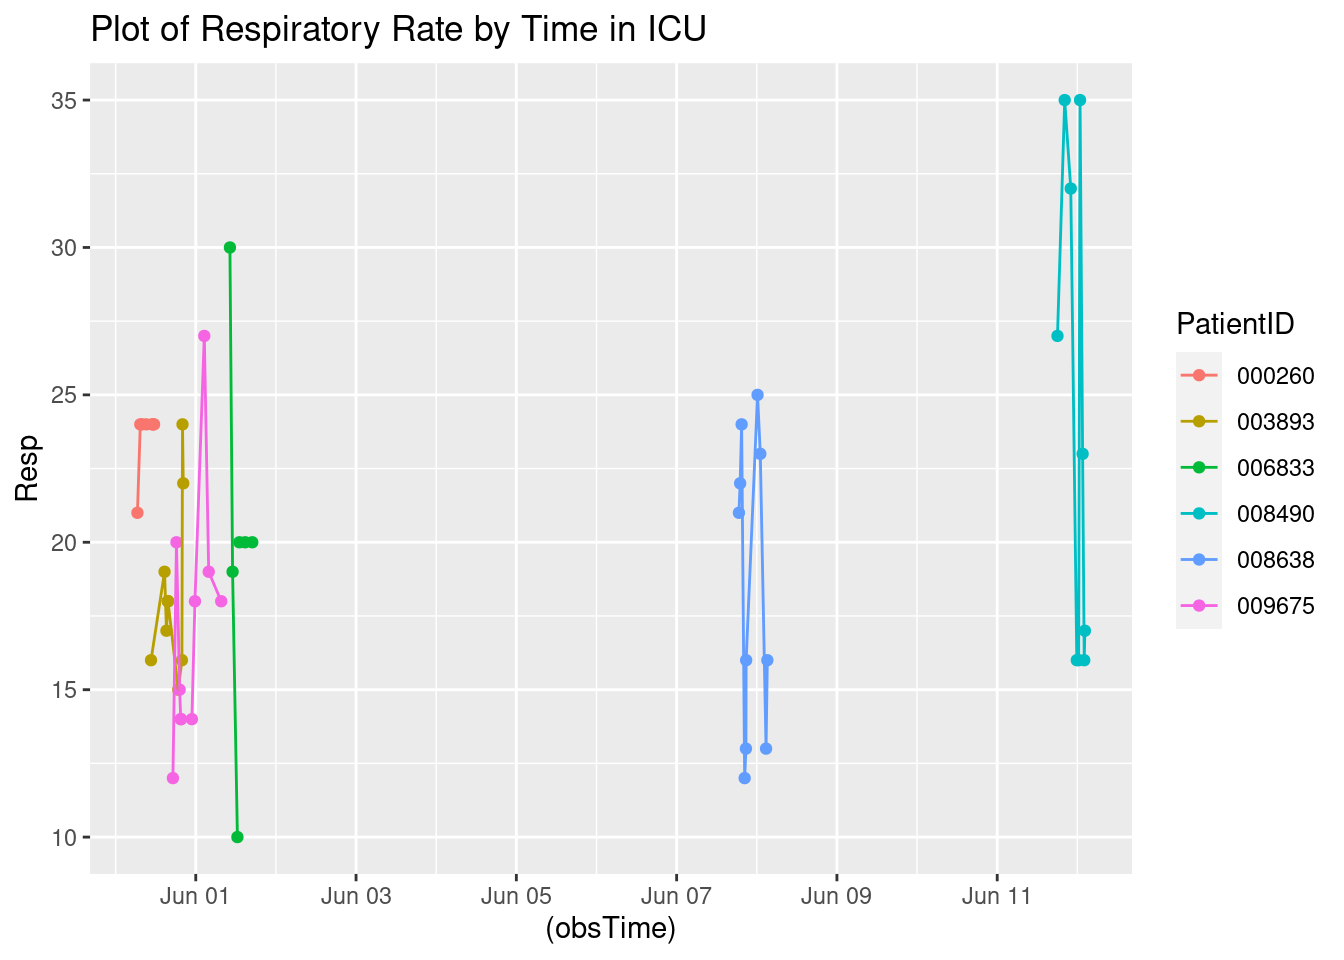 Plot of Respiratory Rate by Time in ICU
35
30
25
20
15
10
Resp
Jun 01 Jun 03 Jun 05 Jun 07 Jun 09 Jun 11
(obsTime)
PatientID
000260
003893
006833
008490
008638
009675